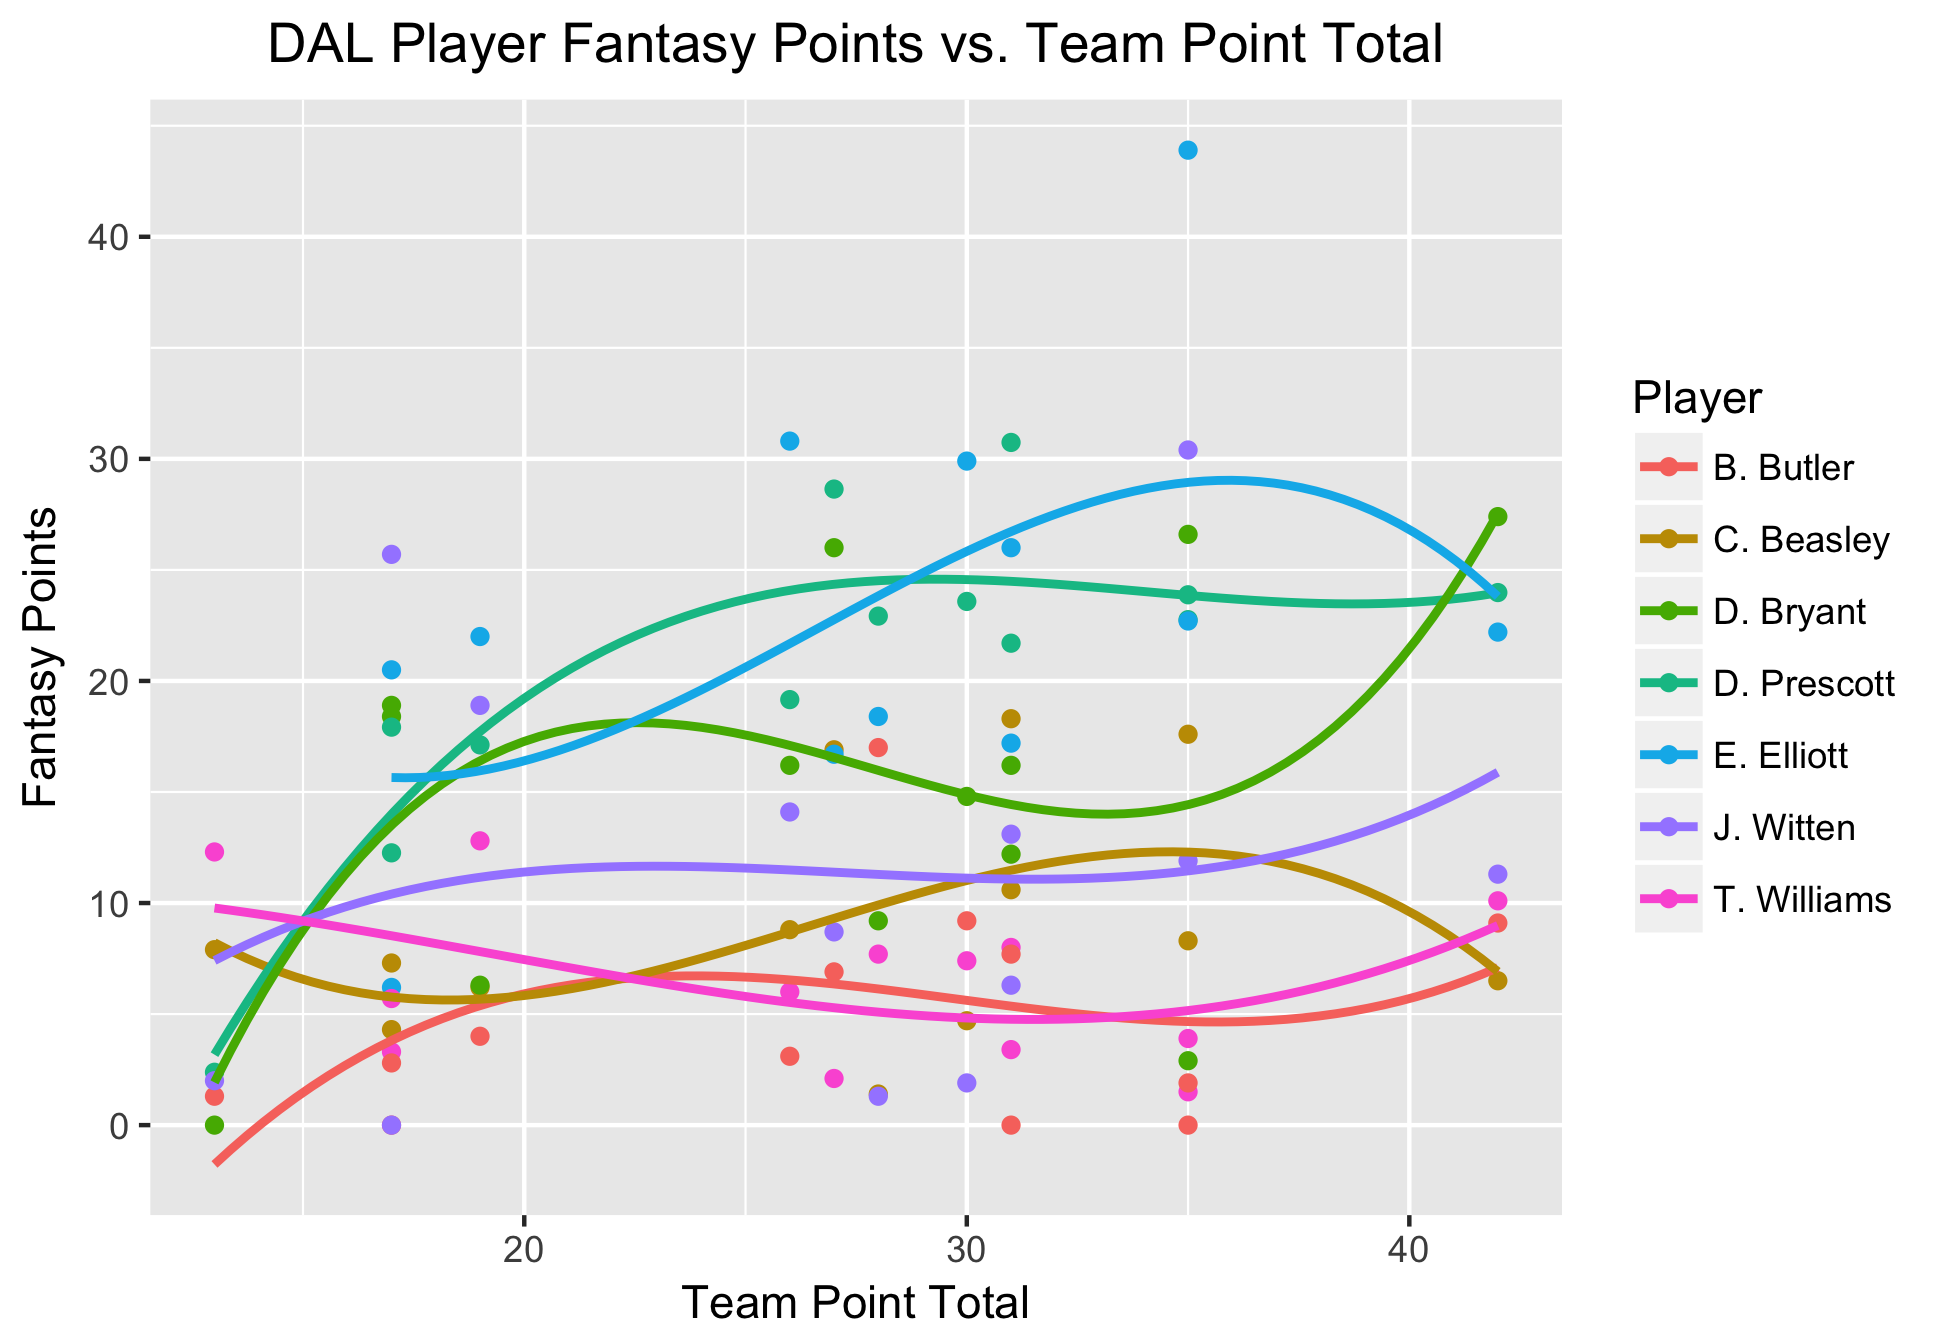 DAL Player Fantasy Points vs. Team Point Total
Fantasy Points
40
30
20
10
0
20 30 40
Team Point Total
Player
B. Butler
C. Beasley
D. Bryant
D. Prescott
E. Elliott
J. Witten
T. Williams